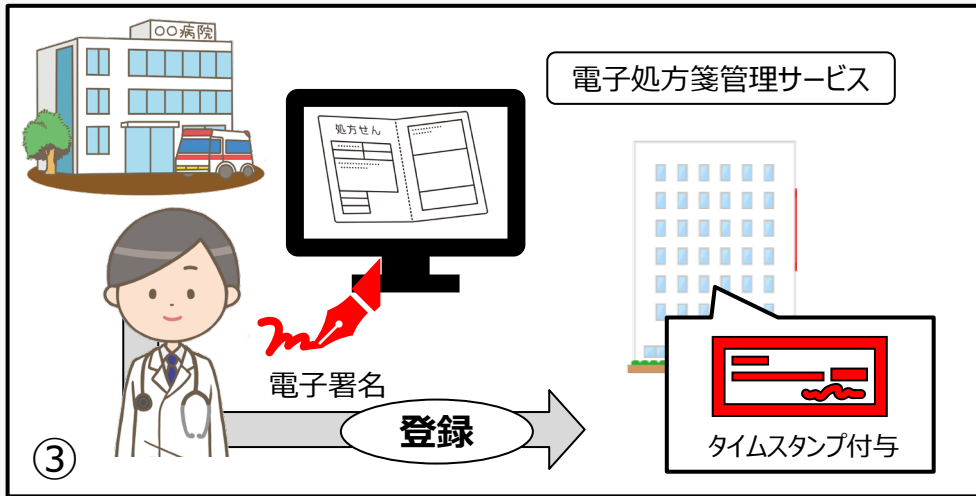 〇〇病院
電子処方箋管理サービス
処方せん
電子署名
登録
タイムスタンプ付与
③